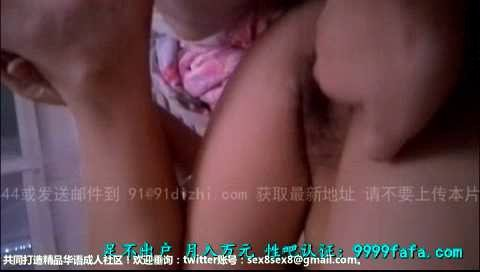 44或发送邮件到 91@91dizhi.com 获取最新地址 请不要上传本片
足不出户 月入万元 性吧认证：9999fafa.com
共同打造精品华语成人社区！欢迎垂询：twitter账号：sex8sex8@gmail.com。